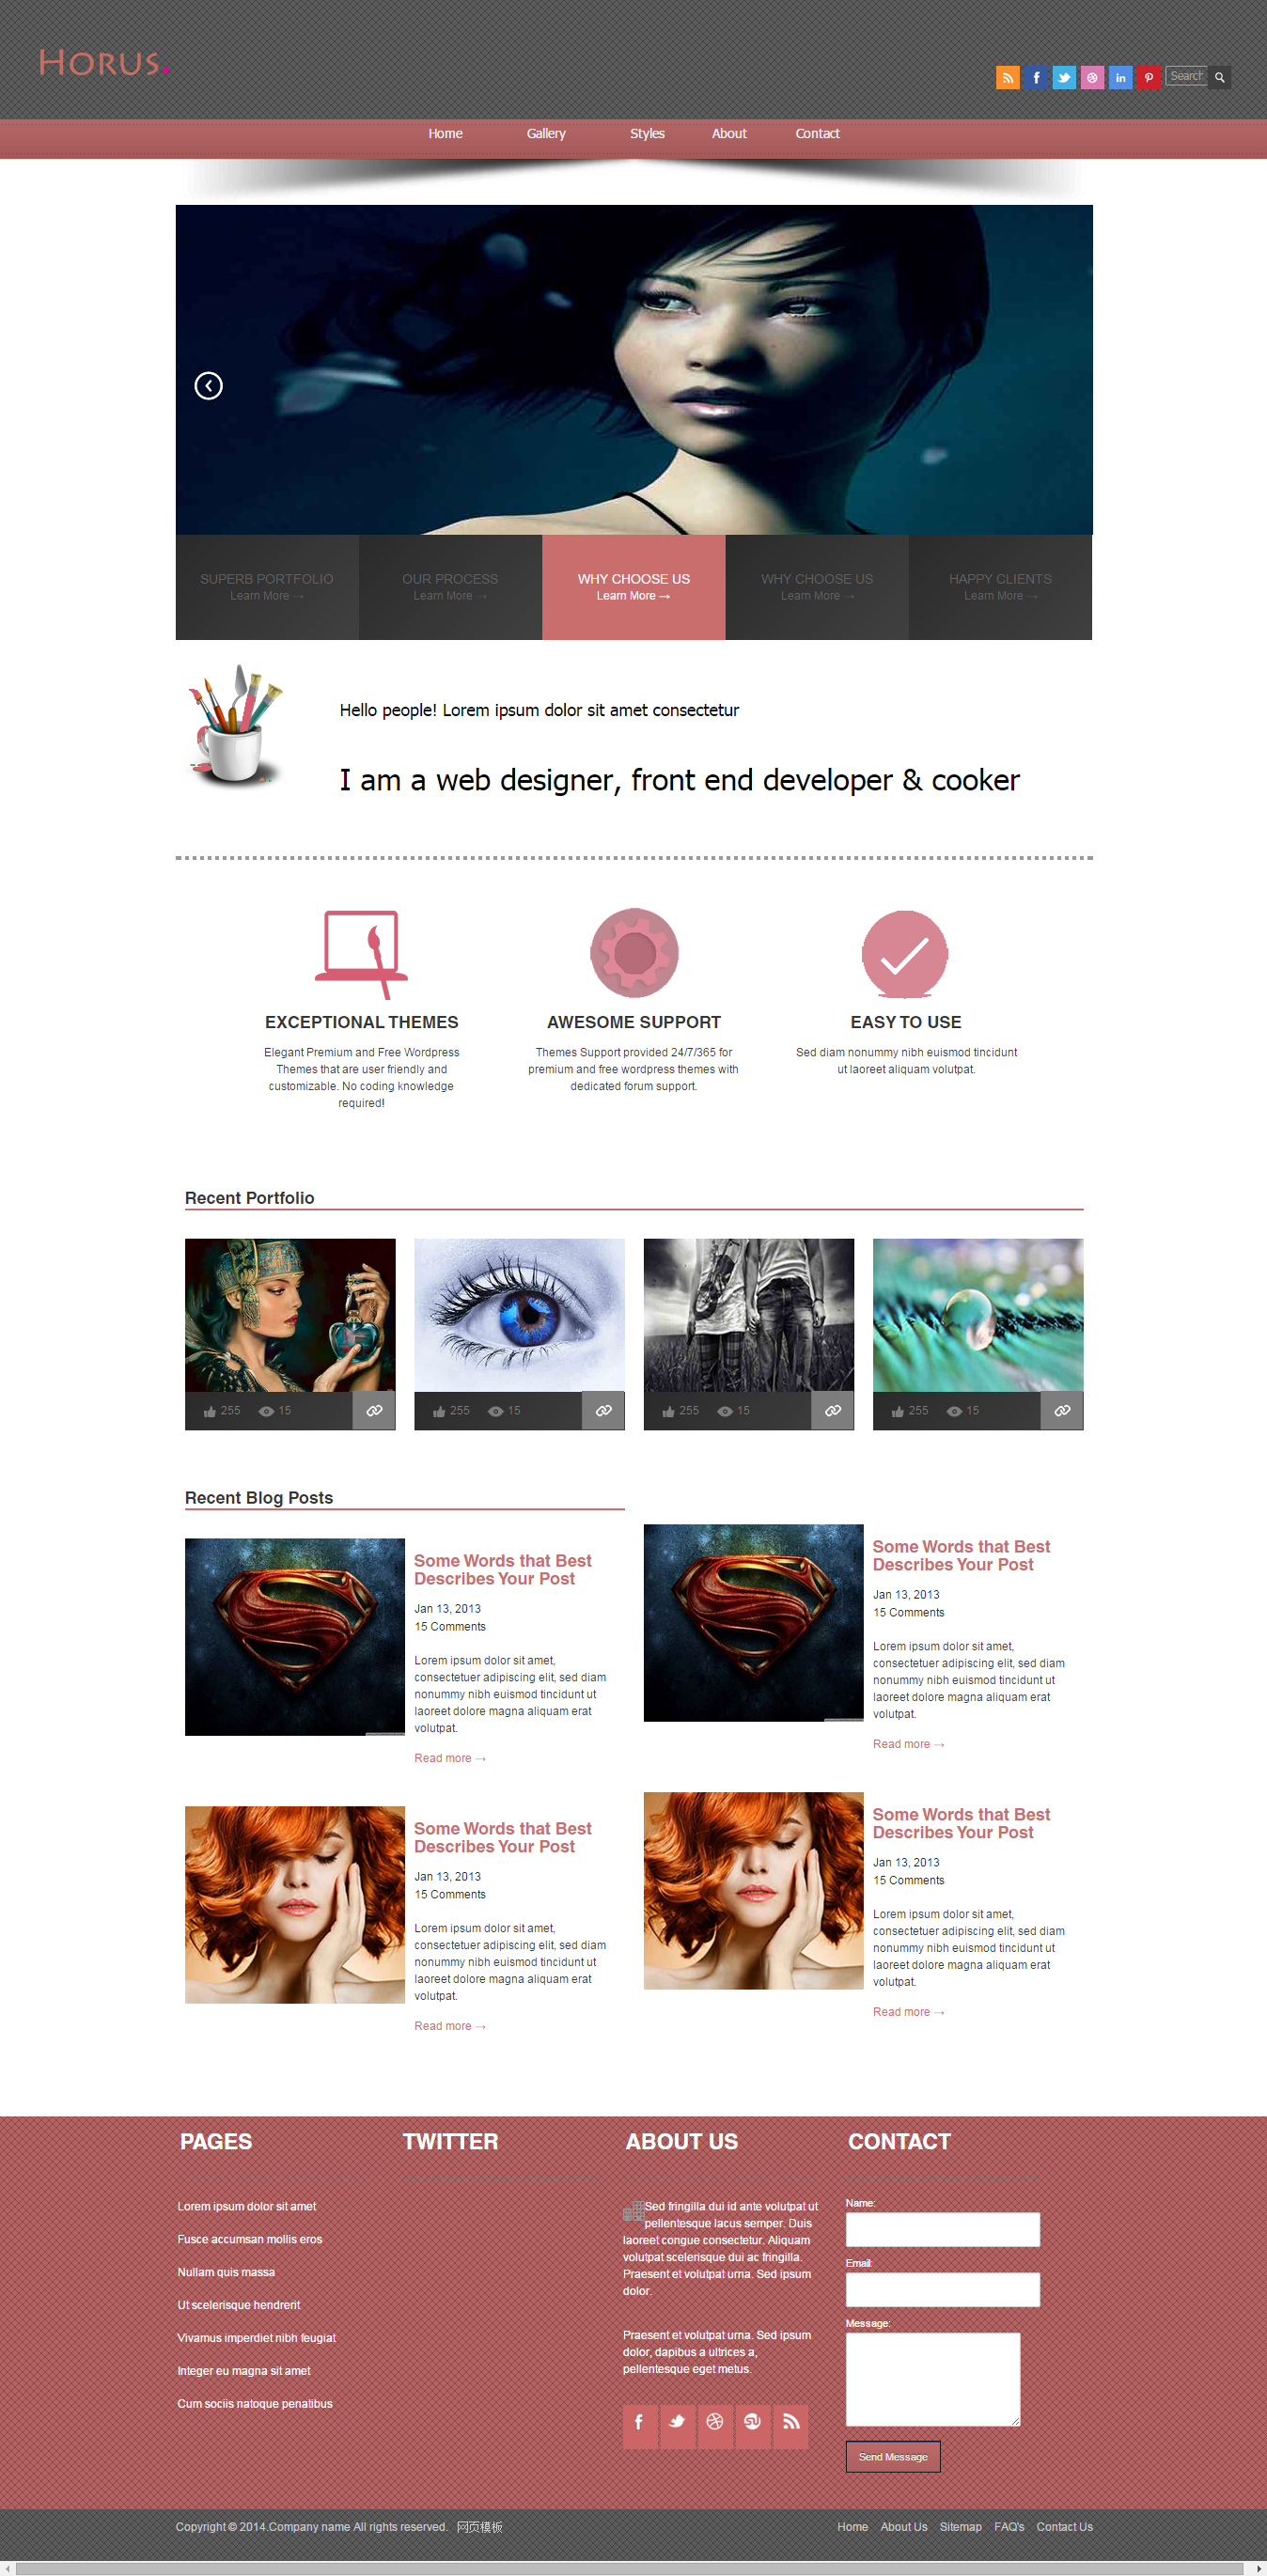 HORUS.
Search
Home Gallery Styles About Contact
SUPERB PORTFOLIO
Learn More →
OUR PROCESS
Learn More →
WHY CHOOSE US
Learn More →
WHY CHOOSE US
Learn More →
HAPPY CLIENTS
Learn More →
Hello people! Lorem ipsum dolor sit amet consectetur
I am a web designer, front end developer & cooker
EXCEPTIONAL THEMES
Elegant Premium and Free Wordpress
Themes that are user friendly and
customizable. No coding knowledge
required!
AWESOME SUPPORT
Themes Support provided 24/7/365 for
premium and free wordpress themes with
dedicated forum support.
EASY TO USE
Sed diam nonummy nibh euismod tincidunt
ut laoreet aliquam volutpat.
Recent Portfolio
255 15
255 15
255 15
255 15
Recent Blog Posts
Some Words that Best
Describes Your Post
Jan 13, 2013
15 Comments
Lorem ipsum dolor sit amet,
consectetuer adipiscing elit, sed diam
nonummy nibh euismod tincidunt ut
laoreet dolore magna aliquam erat
volutpat.
Read more →
Some Words that Best
Describes Your Post
Jan 13, 2013
15 Comments
Lorem ipsum dolor sit amet,
consectetuer adipiscing elit, sed diam
nonummy nibh euismod tincidunt ut
laoreet dolore magna aliquam erat
volutpat.
Read more →
Some Words that Best
Describes Your Post
Jan 13, 2013
15 Comments
Lorem ipsum dolor sit amet,
consectetuer adipiscing elit, sed diam
nonummy nibh euismod tincidunt ut
laoreet dolore magna aliquam erat
volutpat.
Read more →
Some Words that Best
Describes Your Post
Jan 13, 2013
15 Comments
Lorem ipsum dolor sit amet,
consectetuer adipiscing elit, sed diam
nonummy nibh euismod tincidunt ut
laoreet dolore magna aliquam erat
volutpat.
Read more →
PAGES
Lorem ipsum dolor sit amet
Fusce accumsan mollis eros
Nullam quis massa
Ut scelerisque hendrerit
Vivamus imperdiet nibh feugiat
Integer eu magna sit amet
Cum sociis natoque penatibus
TWITTER
ABOUT US
Sed fringilla dui id ante volutpat ut
pellentesque lacus semper. Duis
laoreet congue consectetur. Aliquam
volutpat scelerisque dui ac fringilla.
Praesent et volutpat urna. Sed ipsum
dolor.
Praesent et volutpat urna. Sed ipsum
dolor, dapibus a ultrices a,
pellentesque eget metus.
CONTACT
Name:
Email:
Message:
Send Message
Copyright © 2014.Company name All rights reserved. 网页模板
Home About Us Sitemap FAQ's Contact Us